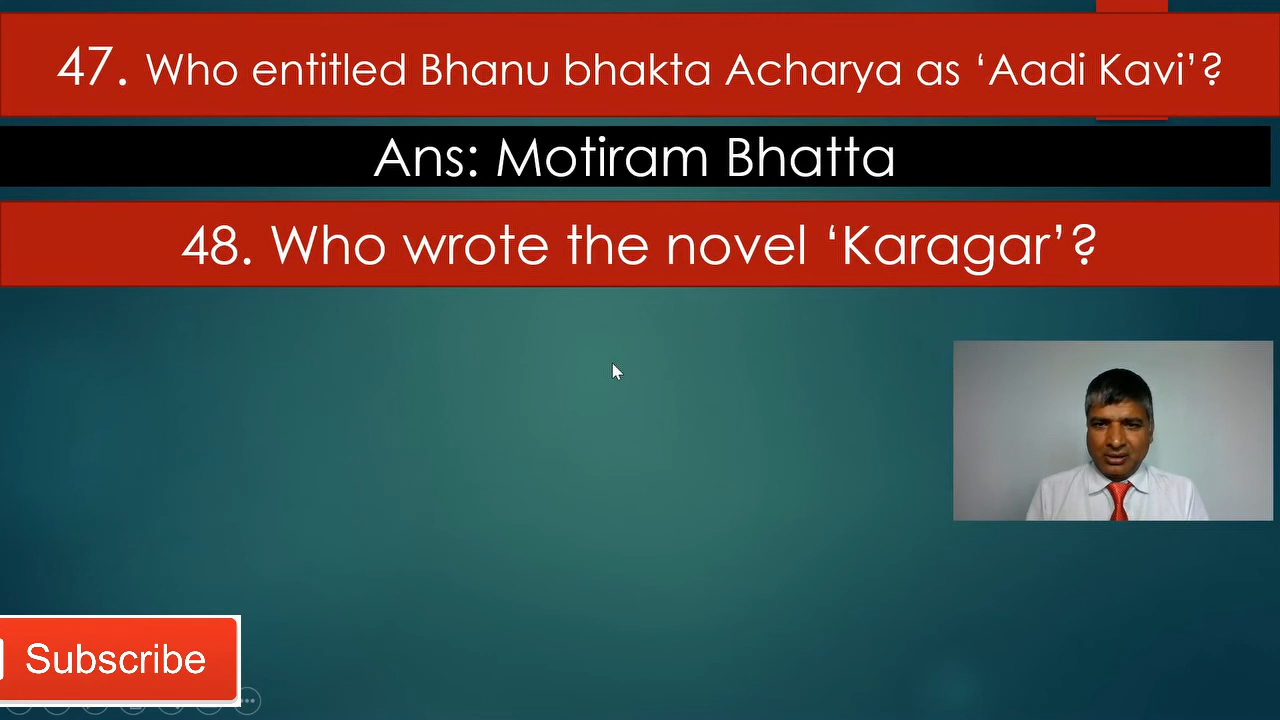 47. Who entitled Bhanu bhakta Acharya as ‘Aadi Kavi’?
Ans: Motiram Bhatta
48. Who wrote the novel ‘Karagar’?
Subscribe